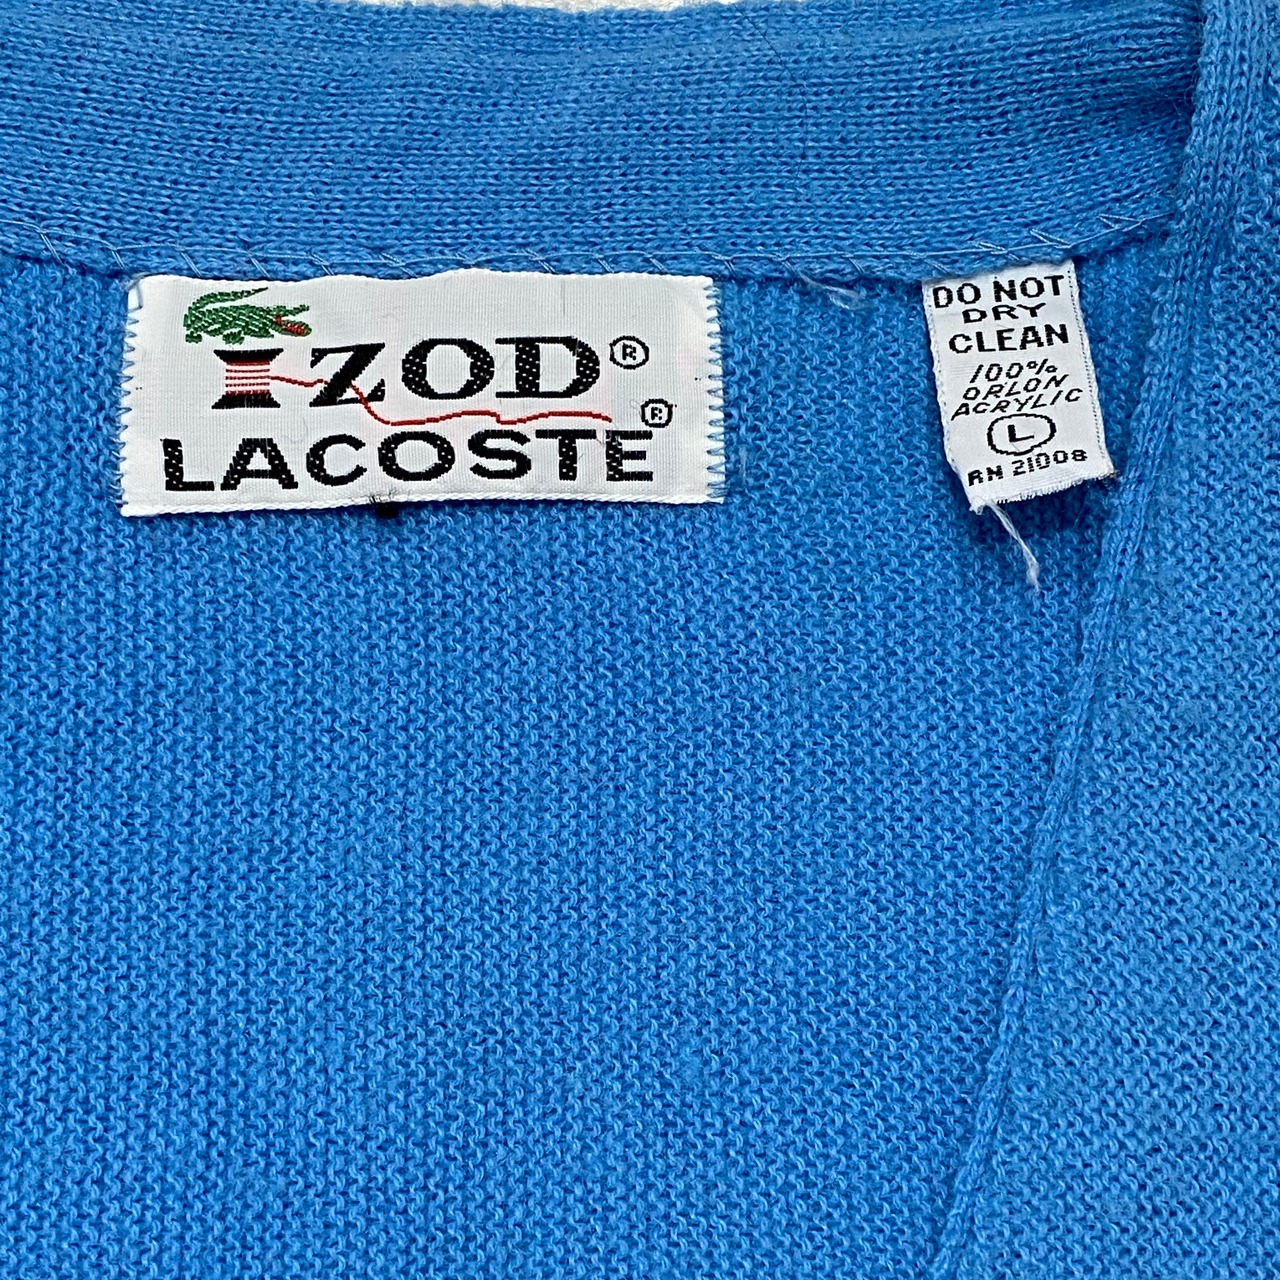 IZOD®
LACOSTE®
DO NOT
DRY
CLEAN
100%
ORLON
ACRYLIC
L
RN 21008